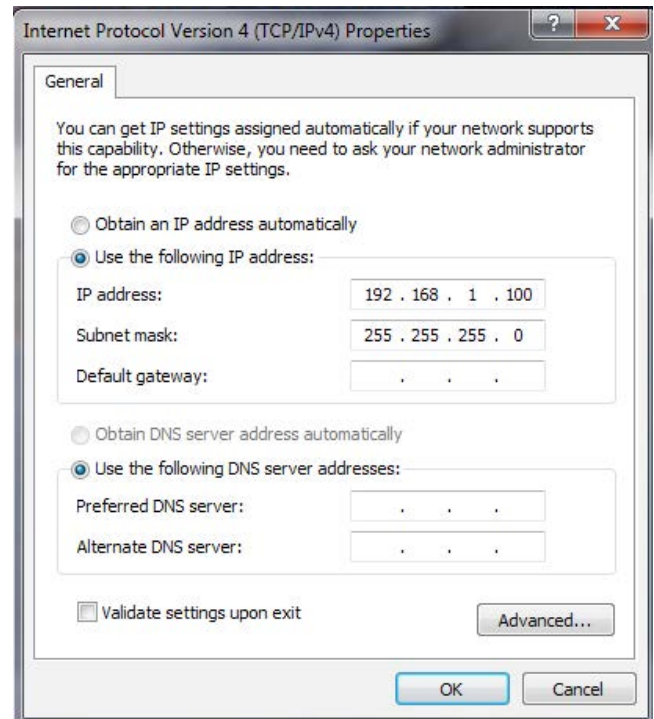 Internet Protocol Version 4 (TCP/IPv4) Properties
General
You can get IP settings assigned automatically if your network supports
this capability. Otherwise, you need to ask your network administrator
for the appropriate IP settings.
Obtain an IP address automatically
Use the following IP address:
IP address: 192 . 168 . 1 . 100
Subnet mask: 255 . 255 . 255 . 0
Default gateway: . . .
Obtain DNS server address automatically
Use the following DNS server addresses:
Preferred DNS server: . . .
Alternate DNS server: . . .
Validate settings upon exit
Advanced...
OK Cancel